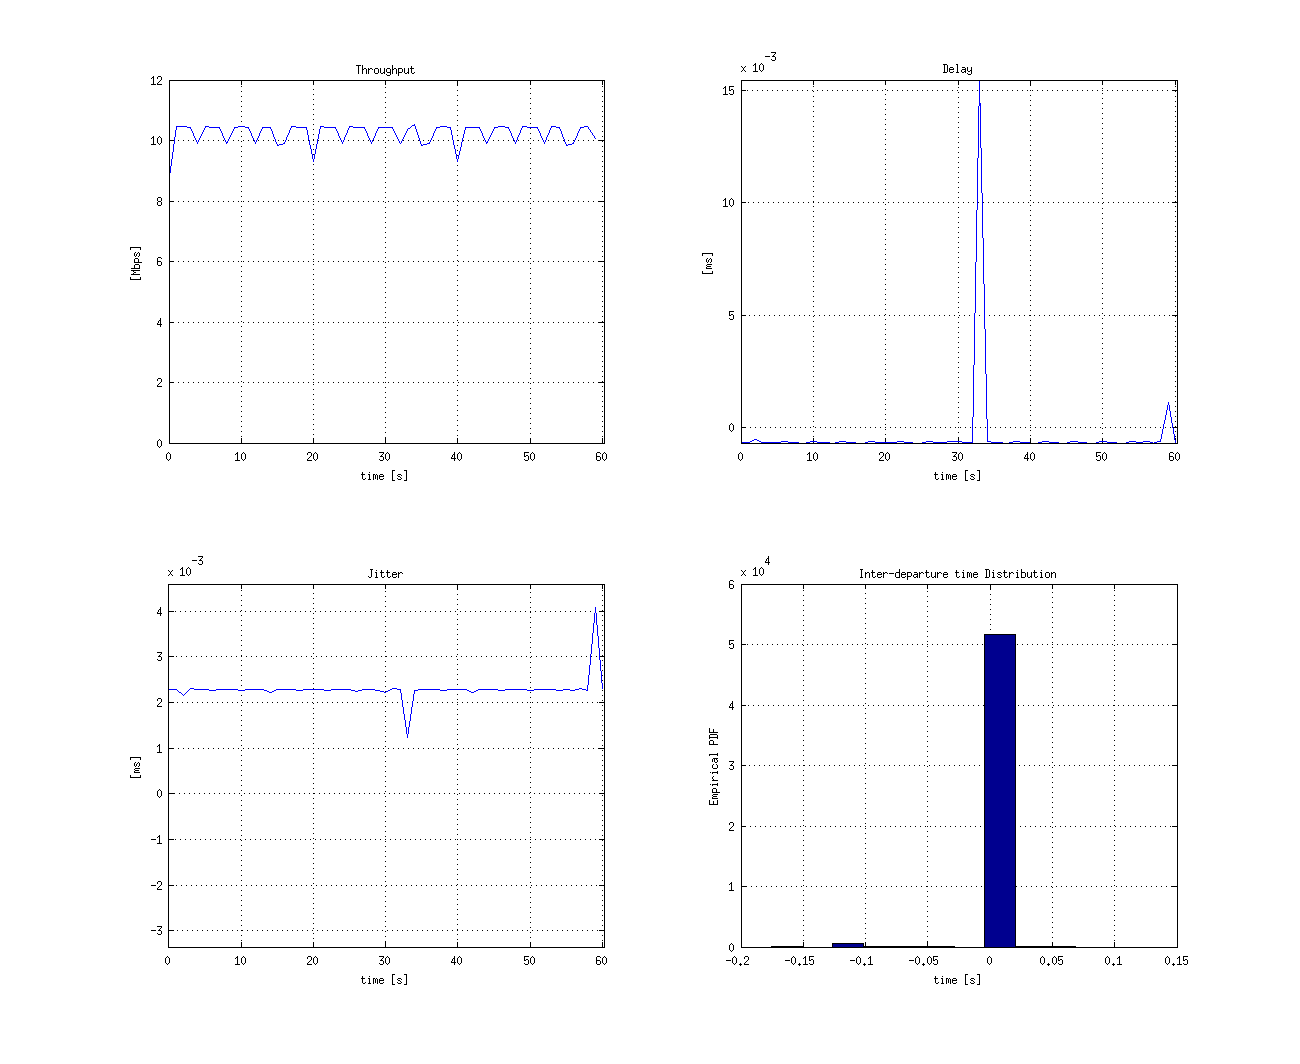 Throughput
12
10
8
6
4
2
0
[Mbps]
0 10 20 30 40 50 60
time [s]
x 10^-3
Delay
15
10
5
0
[ms]
0 10 20 30 40 50 60
time [s]
x 10^-3
Jitter
4
3
2
1
0
-1
-2
-3
[ms]
0 10 20 30 40 50 60
time [s]
x 10^4
Inter-departure time Distribution
6
5
4
3
2
1
0
Empirical PDF
-0.2 -0.15 -0.1 -0.05 0 0.05 0.1 0.15
time [s]